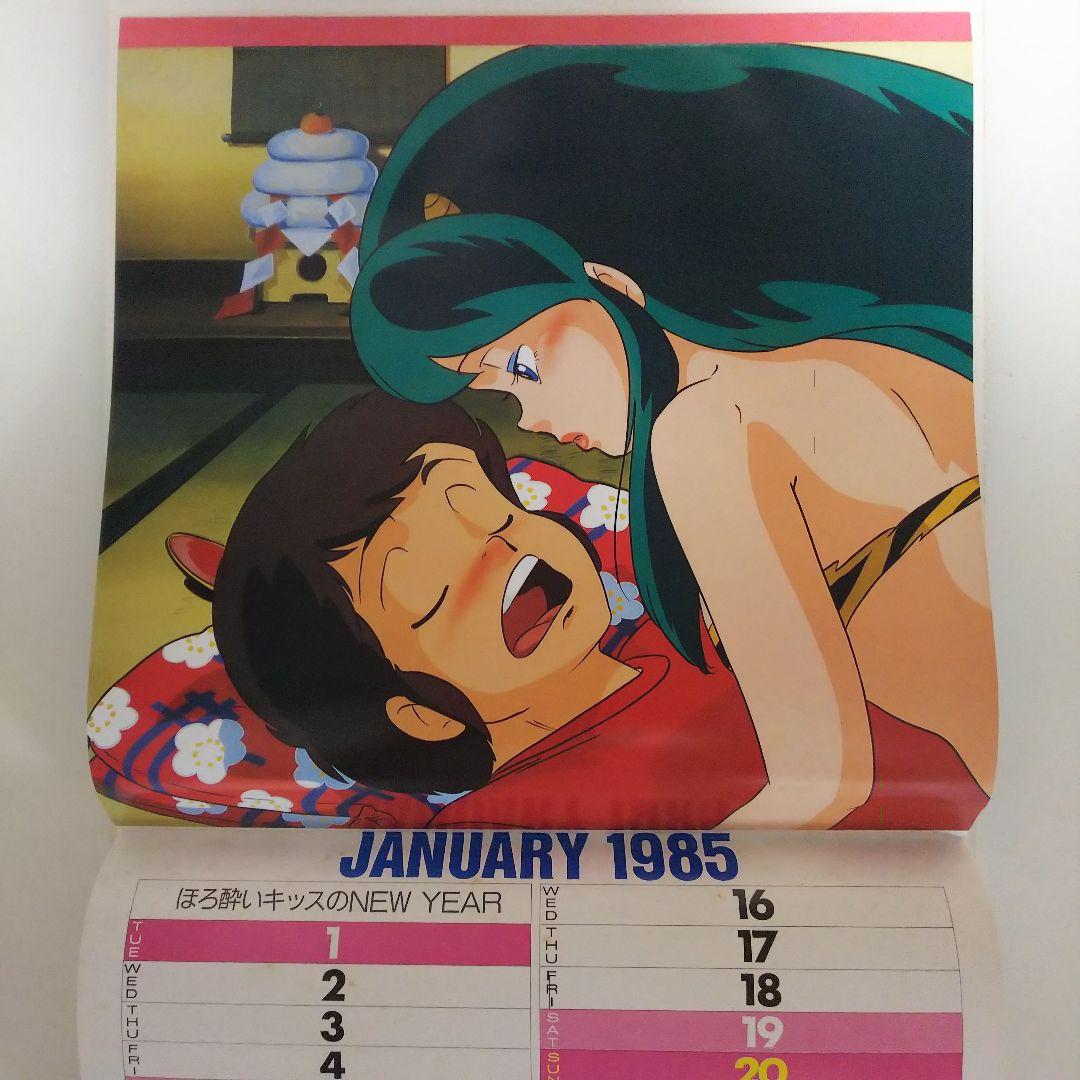 JANUARY 1985
ほろ酔いキッスのNEW YEAR
TUE 1
WED 2
THU 3
FRI 4
WED 16
THU 17
FRI 18
SAT 19
SUN 20